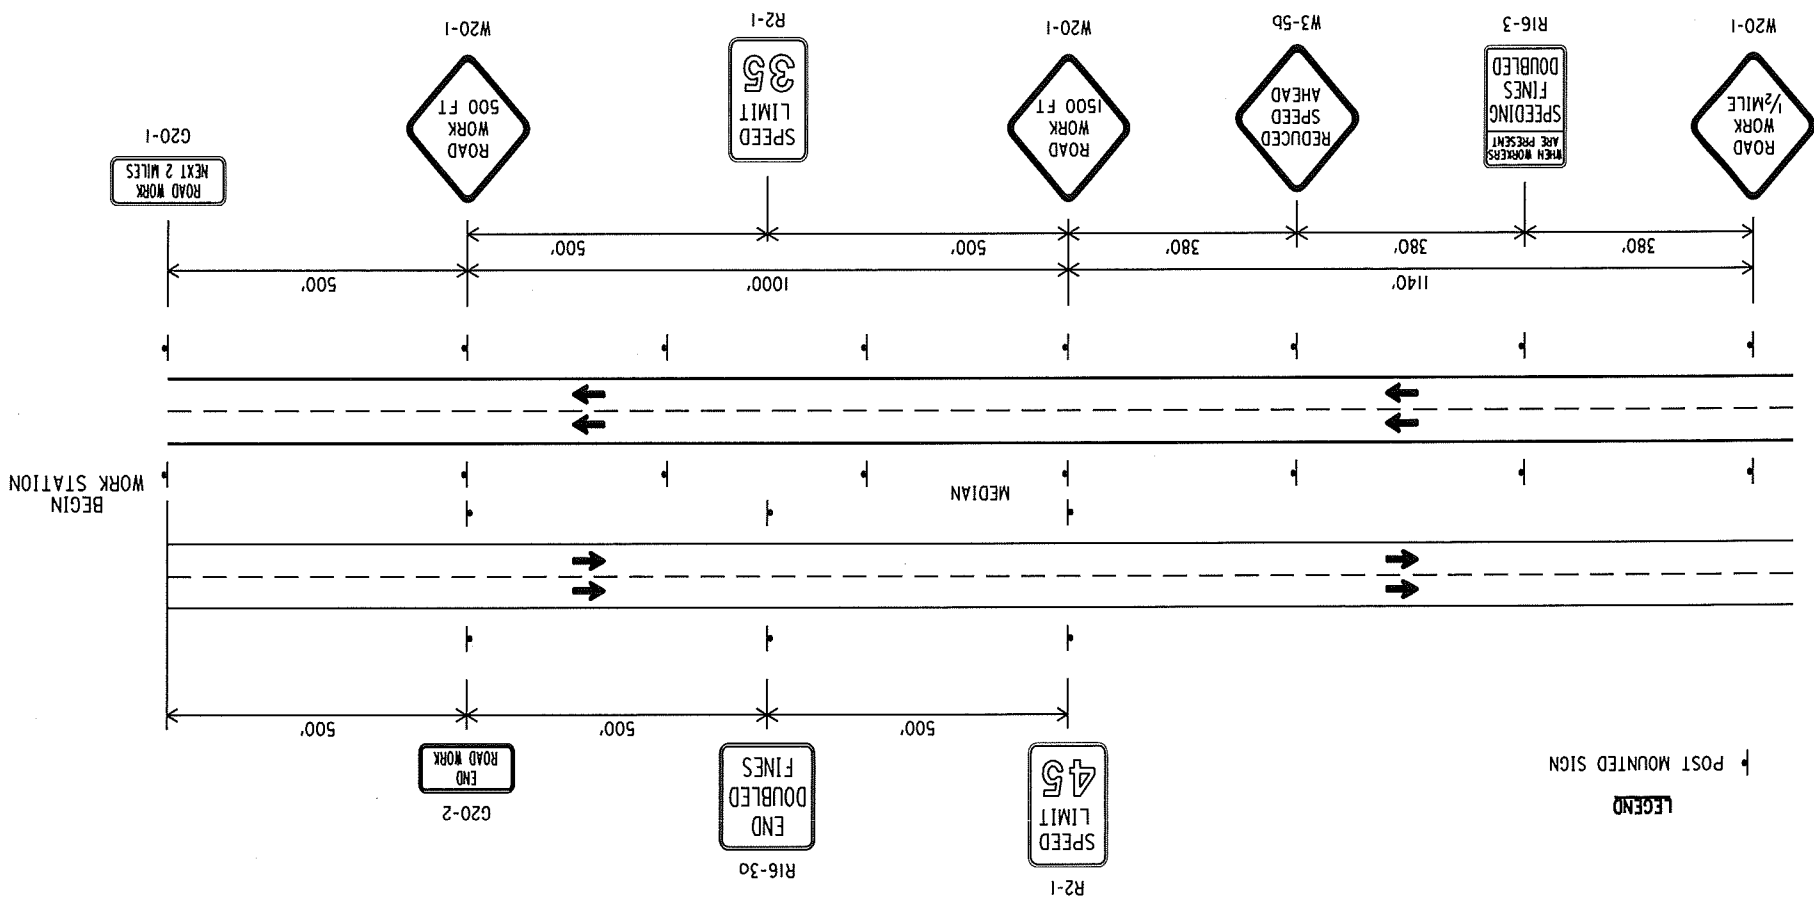 LEGEND
POST MOUNTED SIGN
R2-1
SPEED
LIMIT
45
R16-3a
END
DOUBLED
FINES
G20-2
END
ROAD WORK
500'
500'
500'
MEDIAN
BEGIN
WORK STATION
1140'
1000'
500'
380'
380'
380'
500'
500'
ROAD
WORK
1/2MILE
W20-1
WHEN WORKERS
ARE PRESENT
SPEEDING
FINES
DOUBLED
R16-3
REDUCED
SPEED
AHEAD
W3-5b
ROAD
WORK
1500 FT
W20-1
SPEED
LIMIT
35
R2-1
ROAD
WORK
500 FT
W20-1
ROAD WORK
NEXT 2 MILES
G20-1